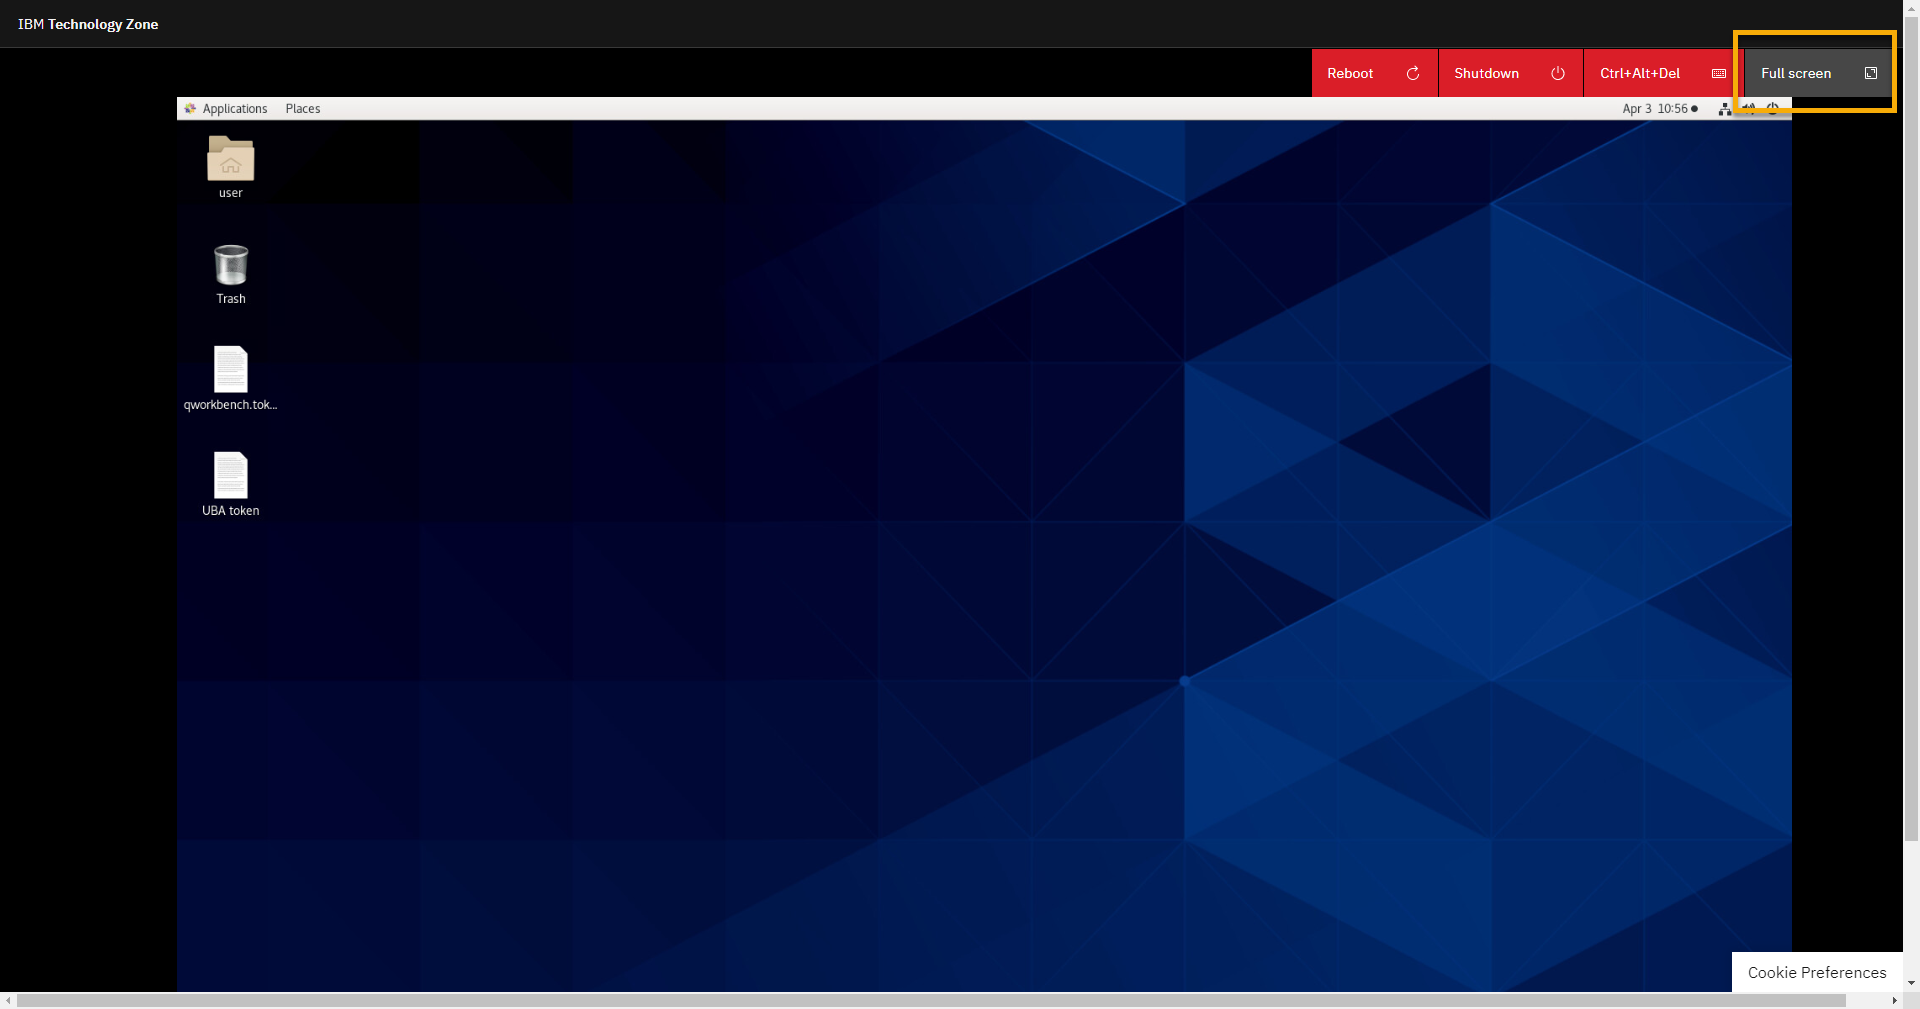 IBM Technology Zone
Reboot
Shutdown
Ctrl+Alt+Del
Full screen
Applications
Places
Apr 3 10:56
user
Trash
qworkbench.tok...
UBA token
Cookie Preferences